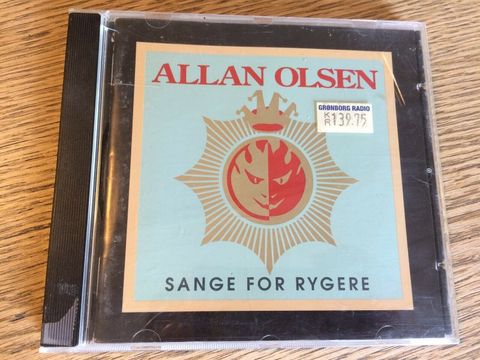 ALLAN OLSEN
GRØNBORG RADIO
KR 139.75
SANGE FOR RYGERE